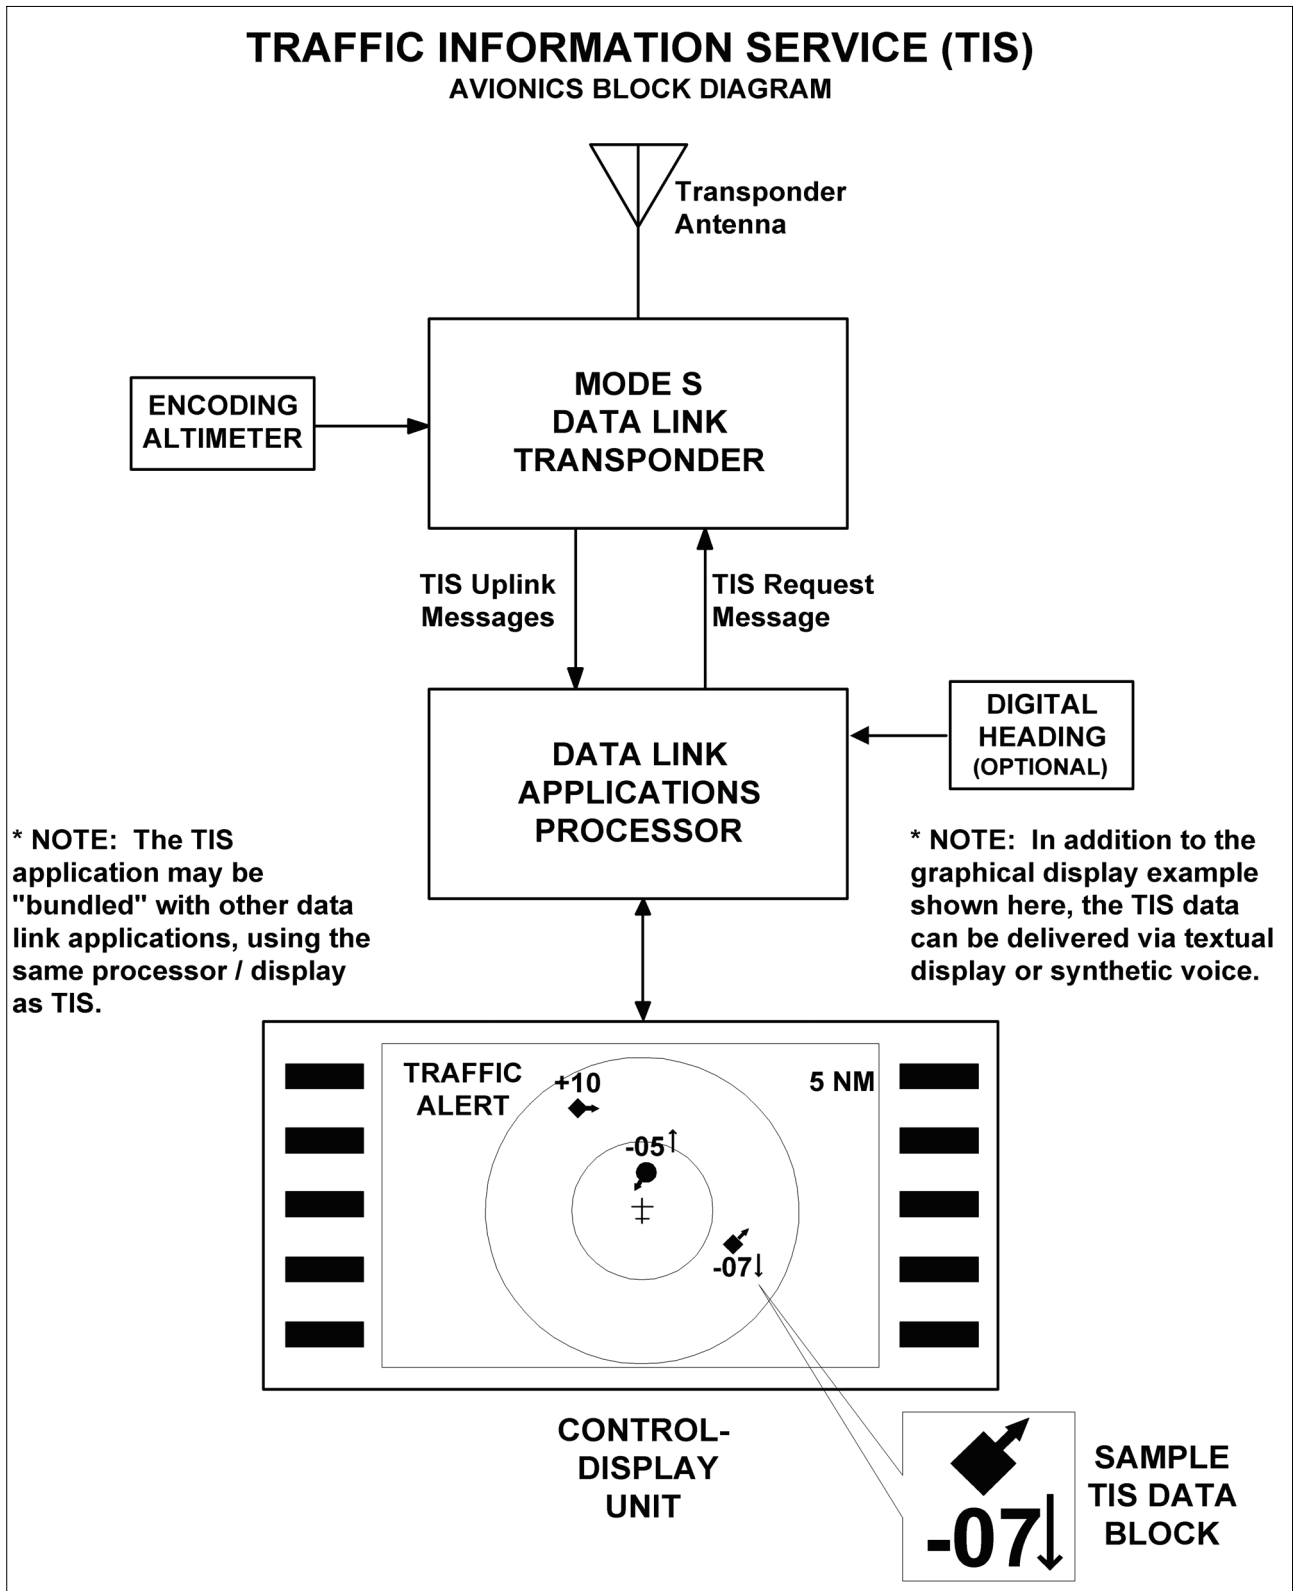 TRAFFIC INFORMATION SERVICE (TIS)
AVIONICS BLOCK DIAGRAM
Transponder
Antenna
MODE S
DATA LINK
TRANSPONDER
ENCODING
ALTIMETER
TIS Uplink
Messages
TIS Request
Message
DATA LINK
APPLICATIONS
PROCESSOR
DIGITAL
HEADING
(OPTIONAL)
* NOTE:  The TIS
application may be
"bundled" with other data
link applications, using the
same processor / display
as TIS.
* NOTE:  In addition to the
graphical display example
shown here, the TIS data
can be delivered via textual
display or synthetic voice.
TRAFFIC
ALERT
+10
5 NM
-05↑
-07↓
CONTROL-
DISPLAY
UNIT
-07↓
SAMPLE
TIS DATA
BLOCK